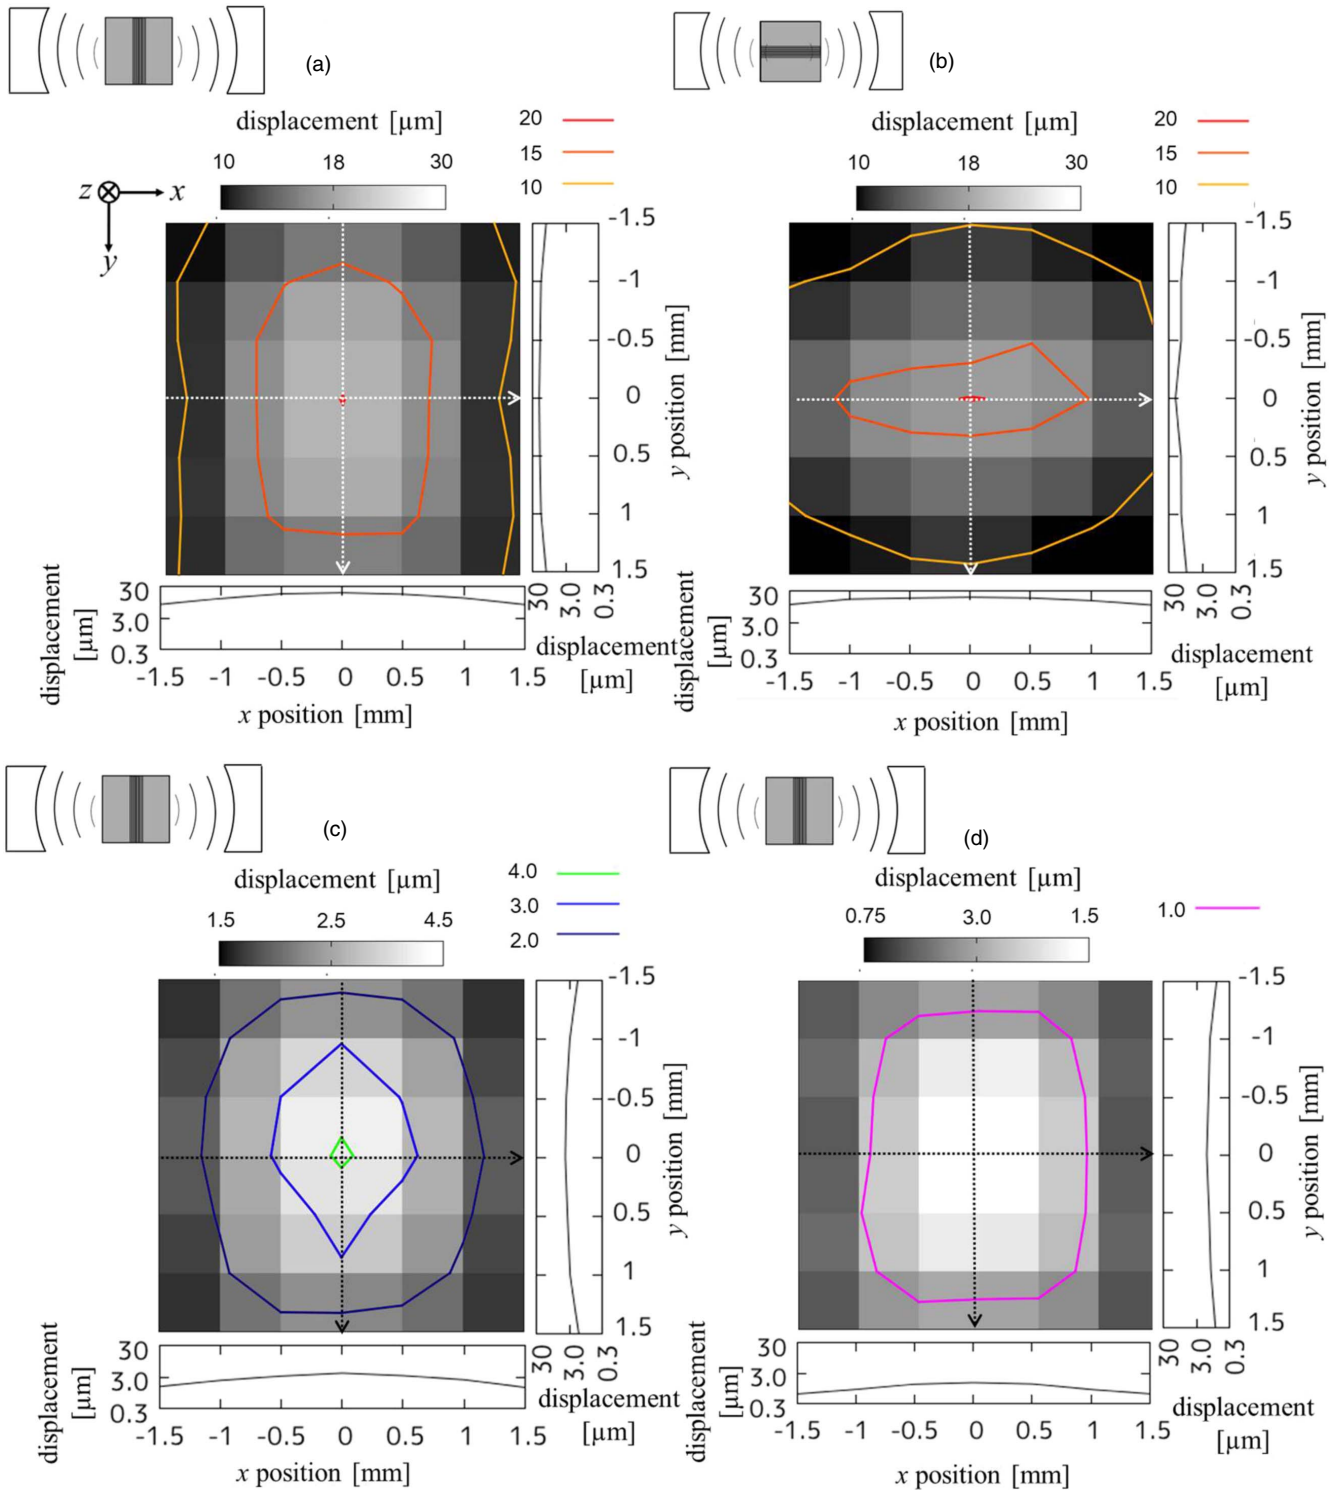 (a)
displacement [µm]
10 18 30
20
15
10
z x
y
-1.5
-1
-0.5
0
0.5
1
1.5
y position [mm]
30 3.0 0.3
displacement
[µm]
displacement
[µm]
30
3.0
0.3
-1.5 -1 -0.5 0 0.5 1 1.5
x position [mm]
(b)
displacement [µm]
10 18 30
20
15
10
-1.5
-1
-0.5
0
0.5
1
1.5
y position [mm]
30 3.0 0.3
displacement
[µm]
displacement
[µm]
30
3.0
0.3
-1.5 -1 -0.5 0 0.5 1 1.5
x position [mm]
(c)
displacement [µm]
1.5 2.5 4.5
4.0
3.0
2.0
-1.5
-1
-0.5
0
0.5
1
1.5
y position [mm]
30 3.0 0.3
displacement
[µm]
displacement
[µm]
30
3.0
0.3
-1.5 -1 -0.5 0 0.5 1 1.5
x position [mm]
(d)
displacement [µm]
0.75 3.0 1.5
1.0
-1.5
-1
-0.5
0
0.5
1
1.5
y position [mm]
30 3.0 0.3
displacement
[µm]
displacement
[µm]
30
3.0
0.3
-1.5 -1 -0.5 0 0.5 1 1.5
x position [mm]